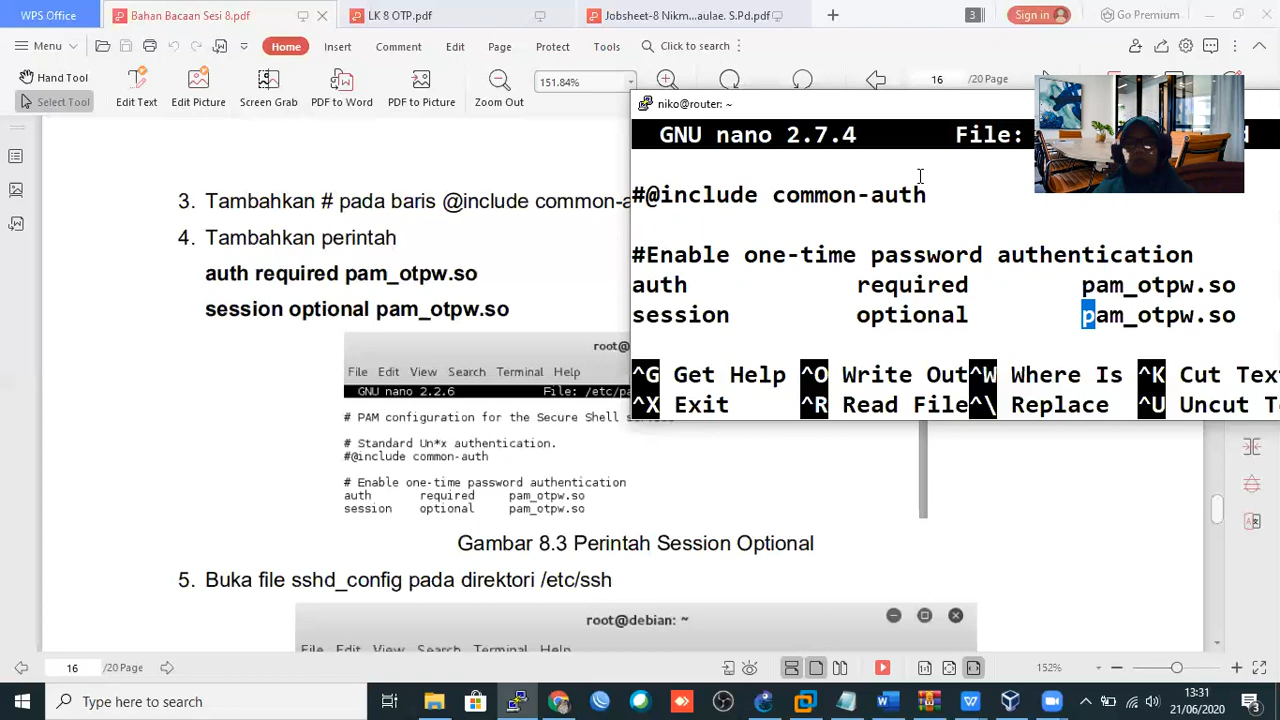 WPS Office
Bahan Bacaan Sesi 8.pdf
LK 8 OTP.pdf
Jobsheet-8 Nikm...aulae. S.Pd.pdf
3
Sign in
Go Premium
Menu
Home
Insert
Comment
Edit
Page
Protect
Tools
Click to search
Hand Tool
Select Tool
Edit Text
Edit Picture
Screen Grab
PDF to Word
PDF to Picture
Zoom Out
151.84%
16
/20 Page
3. Tambahkan # pada baris @include common-a
4. Tambahkan perintah
auth required pam_otpw.so
session optional pam_otpw.so
root@
File Edit View Search Terminal Help
GNU nano 2.2.6 File: /etc/pa
# PAM configuration for the Secure Shell
# Standard Un*x authentication.
#@include common-auth
# Enable one-time password authentication
auth required pam_otpw.so
session optional pam_otpw.so
Gambar 8.3 Perintah Session Optional
5. Buka file sshd_config pada direktori /etc/ssh
root@debian: ~
File Edit View Search Terminal Help
niko@router: ~
GNU nano 2.7.4 File: d
#@include common-auth
#Enable one-time password authentication
auth required pam_otpw.so
session optional pam_otpw.so
^G Get Help ^O Write Out ^W Where Is ^K Cut Tex
^X Exit ^R Read File ^\ Replace ^U Uncut T
16
/20 Page
152%
Type here to search
13:31
21/06/2020